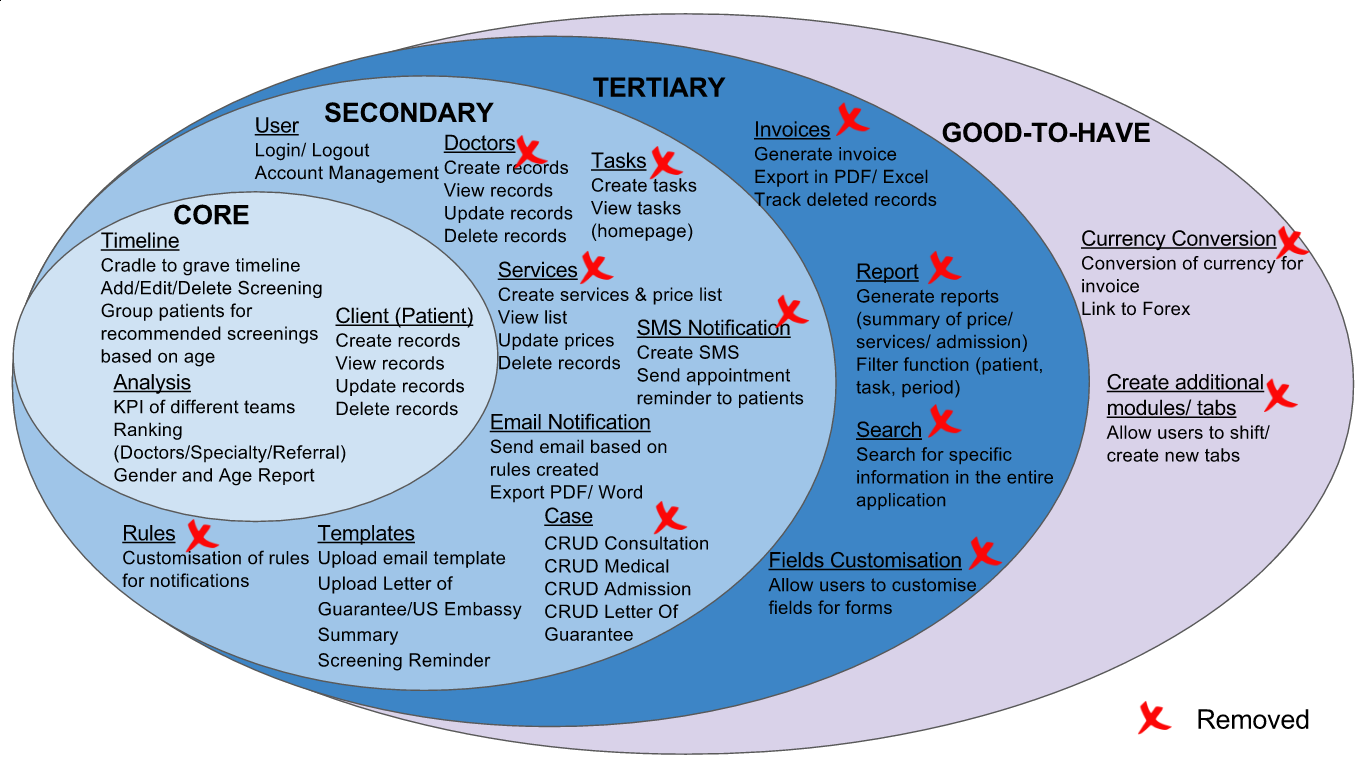 TERTIARY
SECONDARY
GOOD-TO-HAVE
CORE
User
Login/ Logout
Account Management
Doctors
Create records
View records
Update records
Delete records
Tasks
Create tasks
View tasks
(homepage)
Invoices
Generate invoice
Export in PDF/ Excel
Track deleted records
Timeline
Cradle to grave timeline
Add/Edit/Delete Screening
Group patients for
recommended screenings
based on age
Client (Patient)
Create records
View records
Update records
Delete records
Analysis
KPI of different teams
Ranking
(Doctors/Specialty/Referral)
Gender and Age Report
Services
Create services & price list
View list
Update prices
Delete records
SMS Notification
Create SMS
Send appointment
reminder to patients
Email Notification
Send email based on
rules created
Export PDF/ Word
Case
CRUD Consultation
CRUD Medical
CRUD Admission
CRUD Letter Of
Guarantee
Rules
Customisation of rules
for notifications
Templates
Upload email template
Upload Letter of
Guarantee/US Embassy
Summary
Screening Reminder
Report
Generate reports
(summary of price/
services/ admission)
Filter function (patient,
task, period)
Search
Search for specific
information in the entire
application
Fields Customisation
Allow users to customise
fields for forms
Currency Conversion
Conversion of currency for
invoice
Link to Forex
Create additional
modules/ tabs
Allow users to shift/
create new tabs
Removed